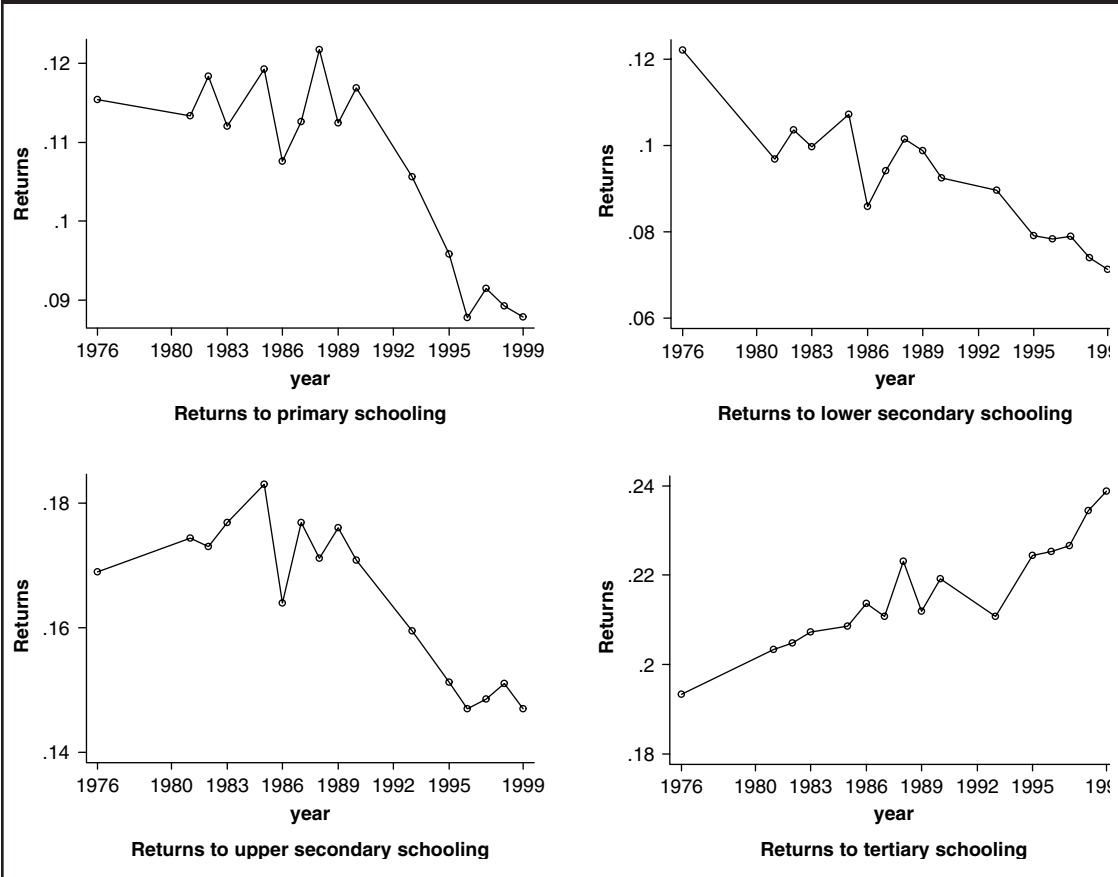 .12
.11
.1
.09
Returns
1976 1980 1983 1986 1989 1992 1995 1999
year
Returns to primary schooling
.12
.1
.08
.06
Returns
1976 1980 1983 1986 1989 1992 1995 199
year
Returns to lower secondary schooling
.18
.16
.14
Returns
1976 1980 1983 1986 1989 1992 1995 1999
year
Returns to upper secondary schooling
.24
.22
.2
.18
Returns
1976 1980 1983 1986 1989 1992 1995 199
year
Returns to tertiary schooling